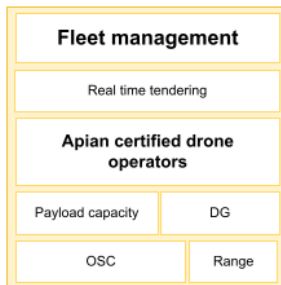 Fleet management
Real time tendering
Apian certified drone
operators
Payload capacity
DG
OSC
Range